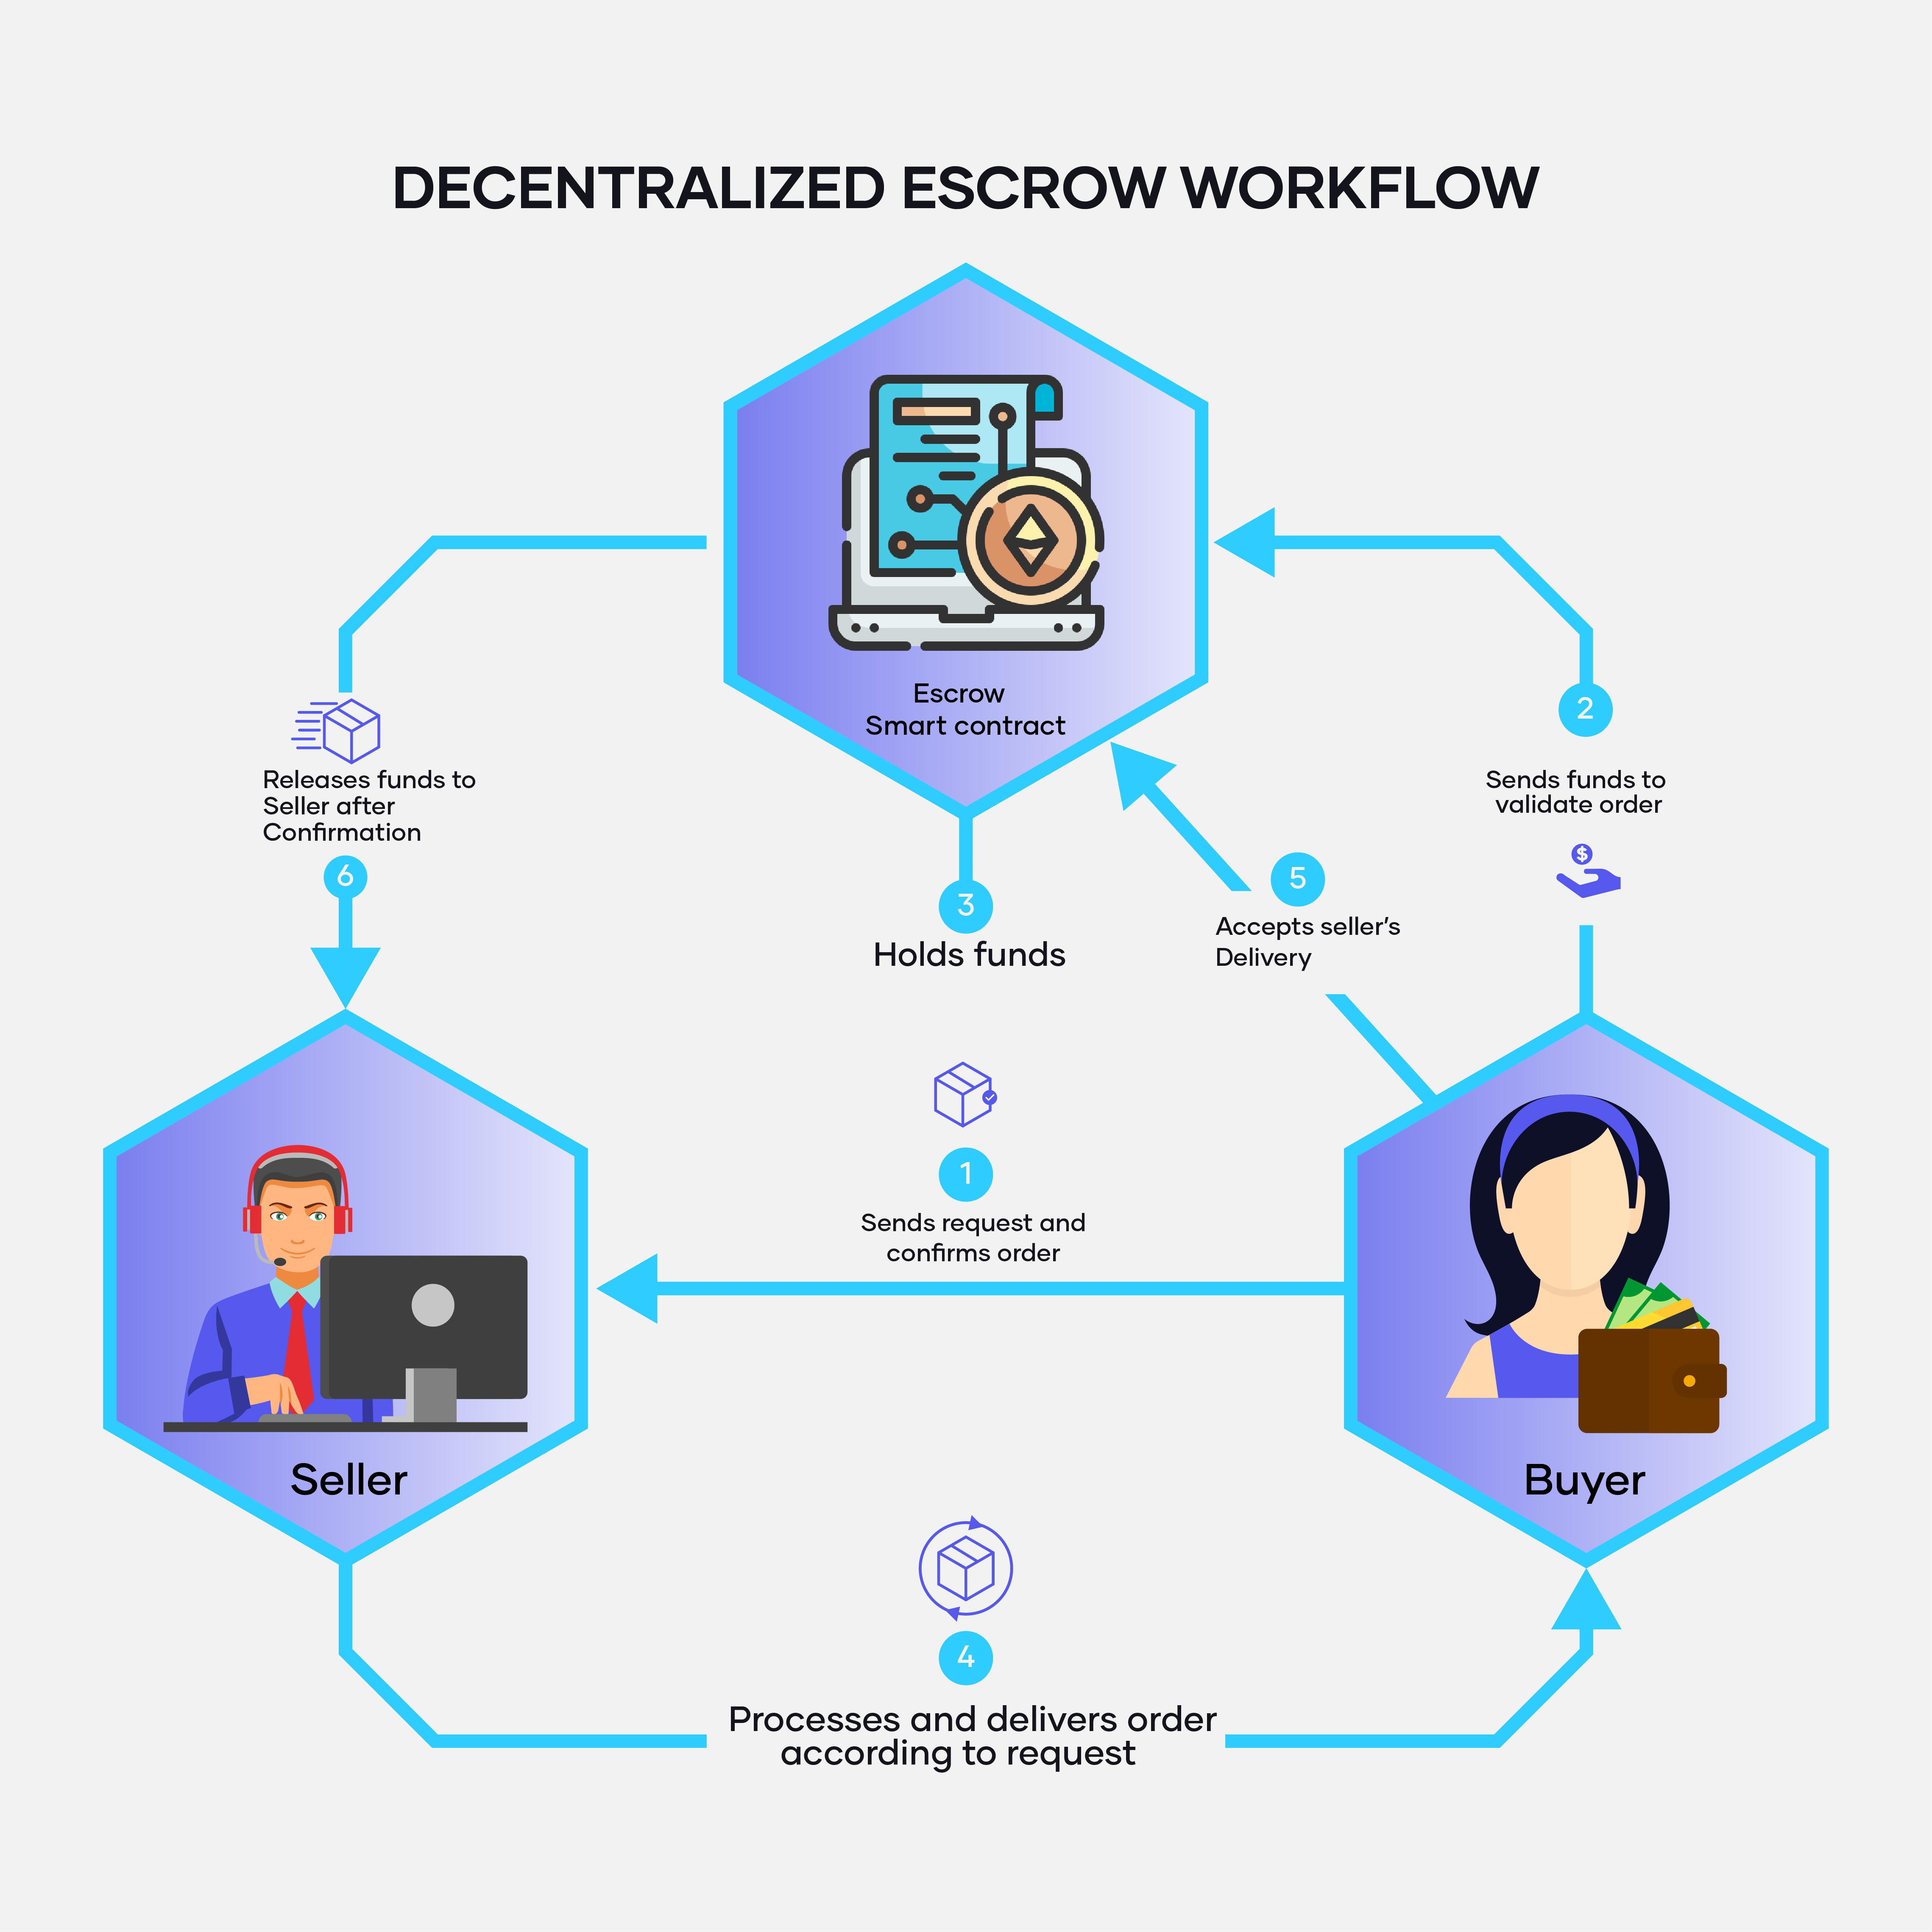 DECENTRALIZED ESCROW WORKFLOW
Escrow
Smart contract
2
Sends funds to
validate order
Releases funds to
Seller after
Confirmation
6
3
Holds funds
5
Accepts seller’s
Delivery
1
Sends request and
confirms order
Seller
Buyer
4
Processes and delivers order
according to request
$